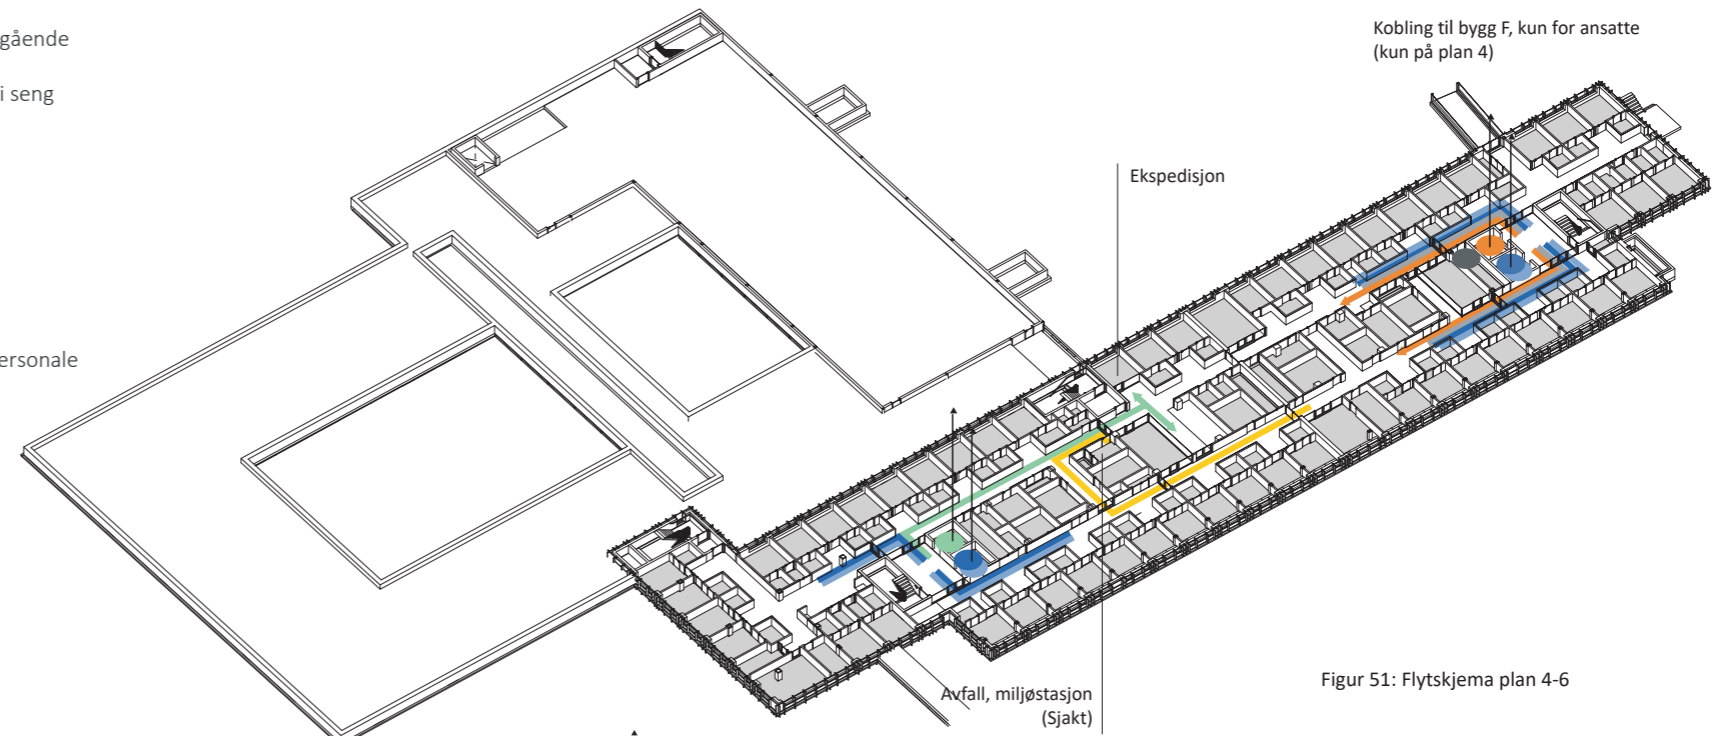 gående
i seng
ersonale
Kobling til bygg F, kun for ansatte
(kun på plan 4)
Ekspedisjon
Avfall, miljøstasjon
(Sjakt)
Figur 51: Flytskjema plan 4-6